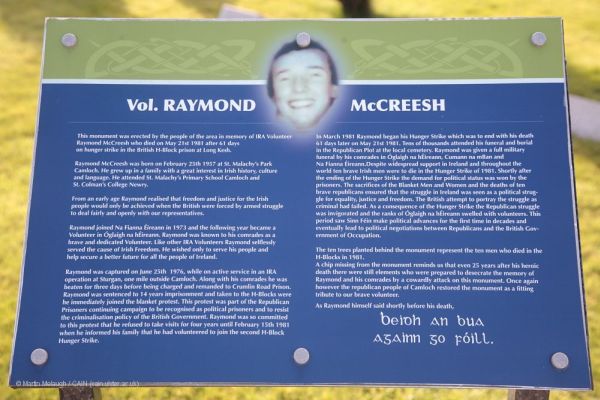 Vol. RAYMOND McCREESH
This monument was erected by the people of the area in memory of IRA Volunteer
Raymond McCreesh who died on May 21st 1981 after 61 days
on hunger strike in the British H-Block prison at Long Kesh.
Raymond McCreesh was born on February 25th 1957 at St. Malachy's Park
Camloch. He grew up in a family with a great interest in Irish history, culture
and language. He attended St. Malachy's Primary School Camloch and
St. Colman's College Newry.
From an early age Raymond realised that freedom and justice for the Irish
people would only be achieved when the British were forced by armed struggle
to deal fairly and openly with our representatives.
Raymond joined Na Fianna Éireann in 1973 and the following year became a
Volunteer in Óglaigh na hÉireann. Raymond was known to his comrades as a
brave and dedicated Volunteer. Like other IRA Volunteers Raymond selflessly
served the cause of Irish Freedom. He wished only to serve his people and
help secure a better future for all the people of Ireland.
Raymond was captured on June 25th 1976, while on active service in an IRA
operation at Sturgan, one mile outside Camloch. Along with his comrades he was
beaten for three days before being charged and remanded to Crumlin Road Prison.
Raymond was sentenced to 14 years imprisonment and taken to the H-Blocks were
he immediately joined the blanket protest. This protest was part of the Republican
Prisoners continuing campaign to be recognised as political prisoners and to resist
the criminalisation policy of the British Government. Raymond was so committed
to this protest that he refused to take visits for four years until February 15th 1981
when he informed his family that he had volunteered to join the second H-Block
Hunger Strike.
In March 1981 Raymond began his Hunger Strike which was to end with his death
61 days later on May 21st 1981. Tens of thousands attended his funeral and burial
in the Republican Plot at the local cemetery. Raymond was given a full military
funeral by his comrades in Óglaigh na hÉireann, Cumann na mBan and
Na Fianna Éireann.Despite widespread support in Ireland and throughout the
world ten brave Irish men were to die in the Hunger Strike of 1981. Shortly after
the ending of the Hunger Strike the demand for political status was won by the
prisoners. The sacrifices of the Blanket Men and Women and the deaths of ten
brave republicans ensured that the struggle in Ireland was seen as a political strug-
gle for equality, justice and freedom. The British attempt to portray the struggle as
criminal had failed. As a consequence of the Hunger Strike the Republican struggle
was invigorated and the ranks of Óglaigh na hÉireann swelled with volunteers. This
period saw Sinn Féin make political advances for the first time in decades and
eventually lead to political negotiations between Republicans and the British Gov-
ernment of Occupation.
The ten trees planted behind the monument represent the ten men who died in the
H-Blocks in 1981.
A chip missing from the monument reminds us that even 25 years after his heroic
death there were still elements who were prepared to desecrate the memory of
Raymond and his comrades by a cowardly attack on this monument. Once again
however the republican people of Camloch restored the monument as a fitting
tribute to our brave volunteer.
As Raymond himself said shortly before his death,
beidh an bua
againn go fóill.
© Martin Melaugh / CAIN (cain.ulster.ac.uk)